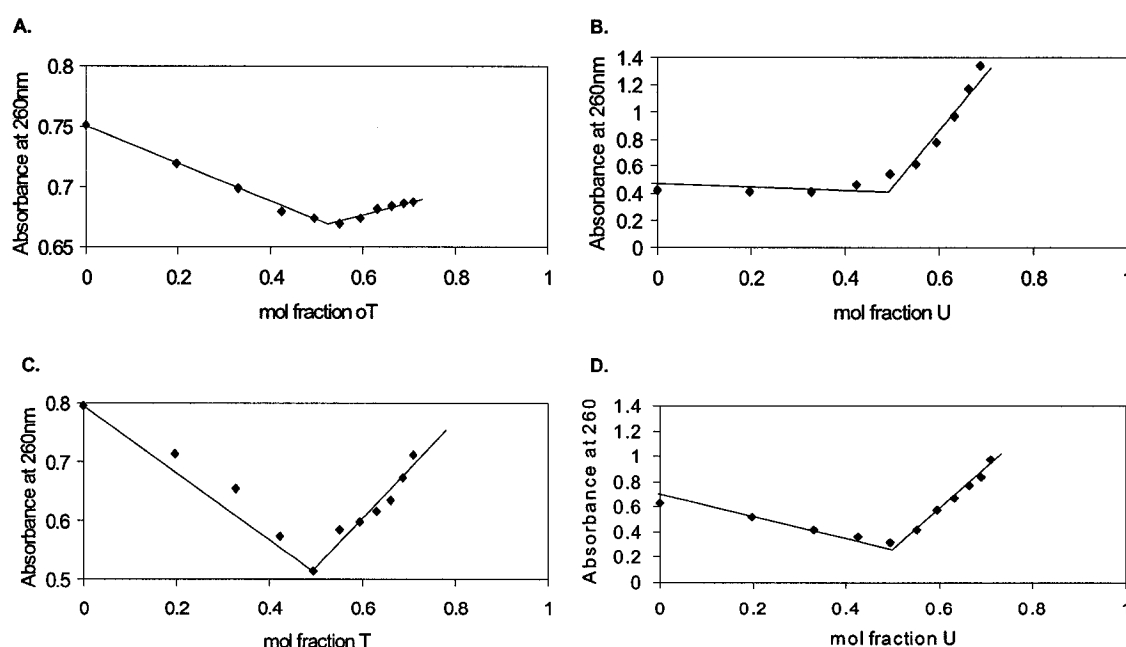 A.
Absorbance at 260nm
0.8
0.75
0.7
0.65
0 0.2 0.4 0.6 0.8 1
mol fraction oT
B.
Absorbance at 260nm
1.4
1.2
1
0.8
0.6
0.4
0.2
0
0 0.2 0.4 0.6 0.8 1
mol fraction U
C.
Absorbance at 260nm
0.8
0.7
0.6
0.5
0 0.2 0.4 0.6 0.8 1
mol fraction T
D.
Absorbance at 260
1.4
1.2
1
0.8
0.6
0.4
0.2
0
0 0.2 0.4 0.6 0.8 1
mol fraction U